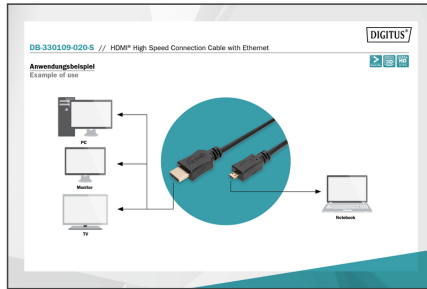 DIGITUS®
DB-330109-020-S // HDMI® High Speed Connection Cable with Ethernet
Anwendungsbeispiel
Example of use
PC
Monitor
TV
Notebook
3D
HD